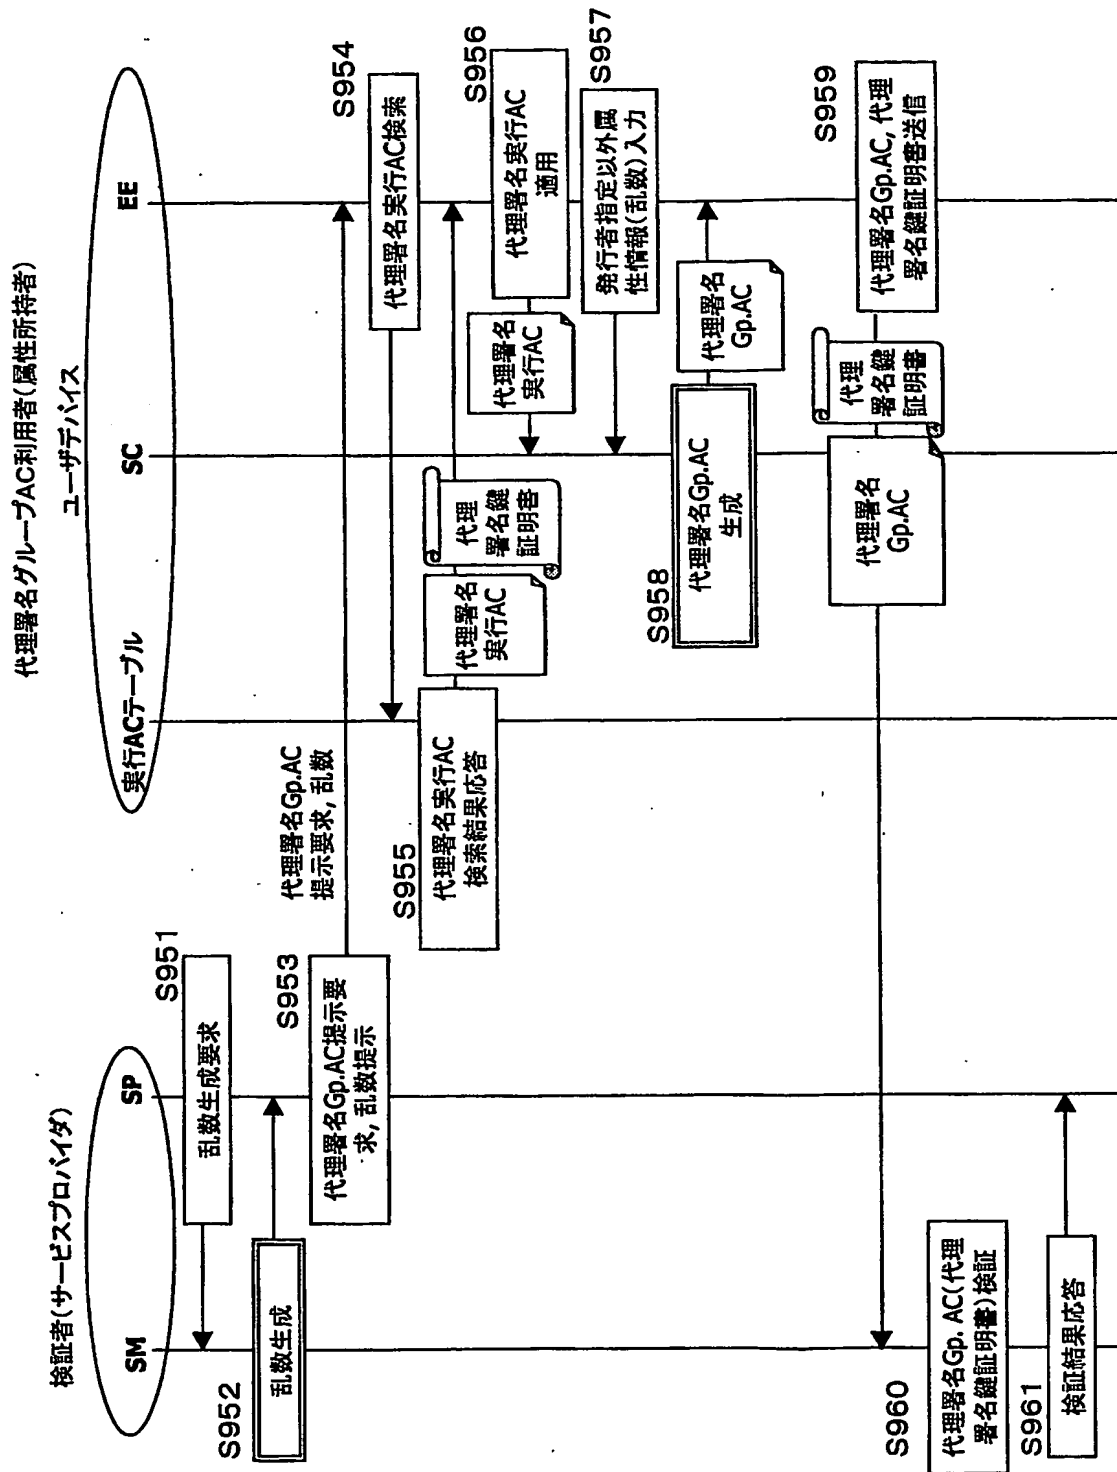 検証者(サービスプロバイダ)
SM
SP
代理署名グループAC利用者(属性所持者)
ユーザデバイス
実行ACテーブル
SC
EE
S951
乱数生成要求
S952
乱数生成
S953
代理署名Gp.AC提示要
求, 乱数提示
代理署名Gp.AC
提示要求, 乱数
S954
代理署名実行AC検索
S955
代理署名実行AC
検索結果応答
代理署名
実行AC
代理
署名鍵
証明書
S956
代理署名実行AC
適用
代理署名
実行AC
S957
発行者指定以外属
性情報(乱数)入力
S958
代理署名Gp.AC
生成
代理署名
Gp.AC
S959
代理署名Gp.AC, 代理
署名鍵証明書送信
代理
署名鍵
証明書
代理署名
Gp.AC
S960
代理署名Gp. AC(代理
署名鍵証明書)検証
S961
検証結果応答